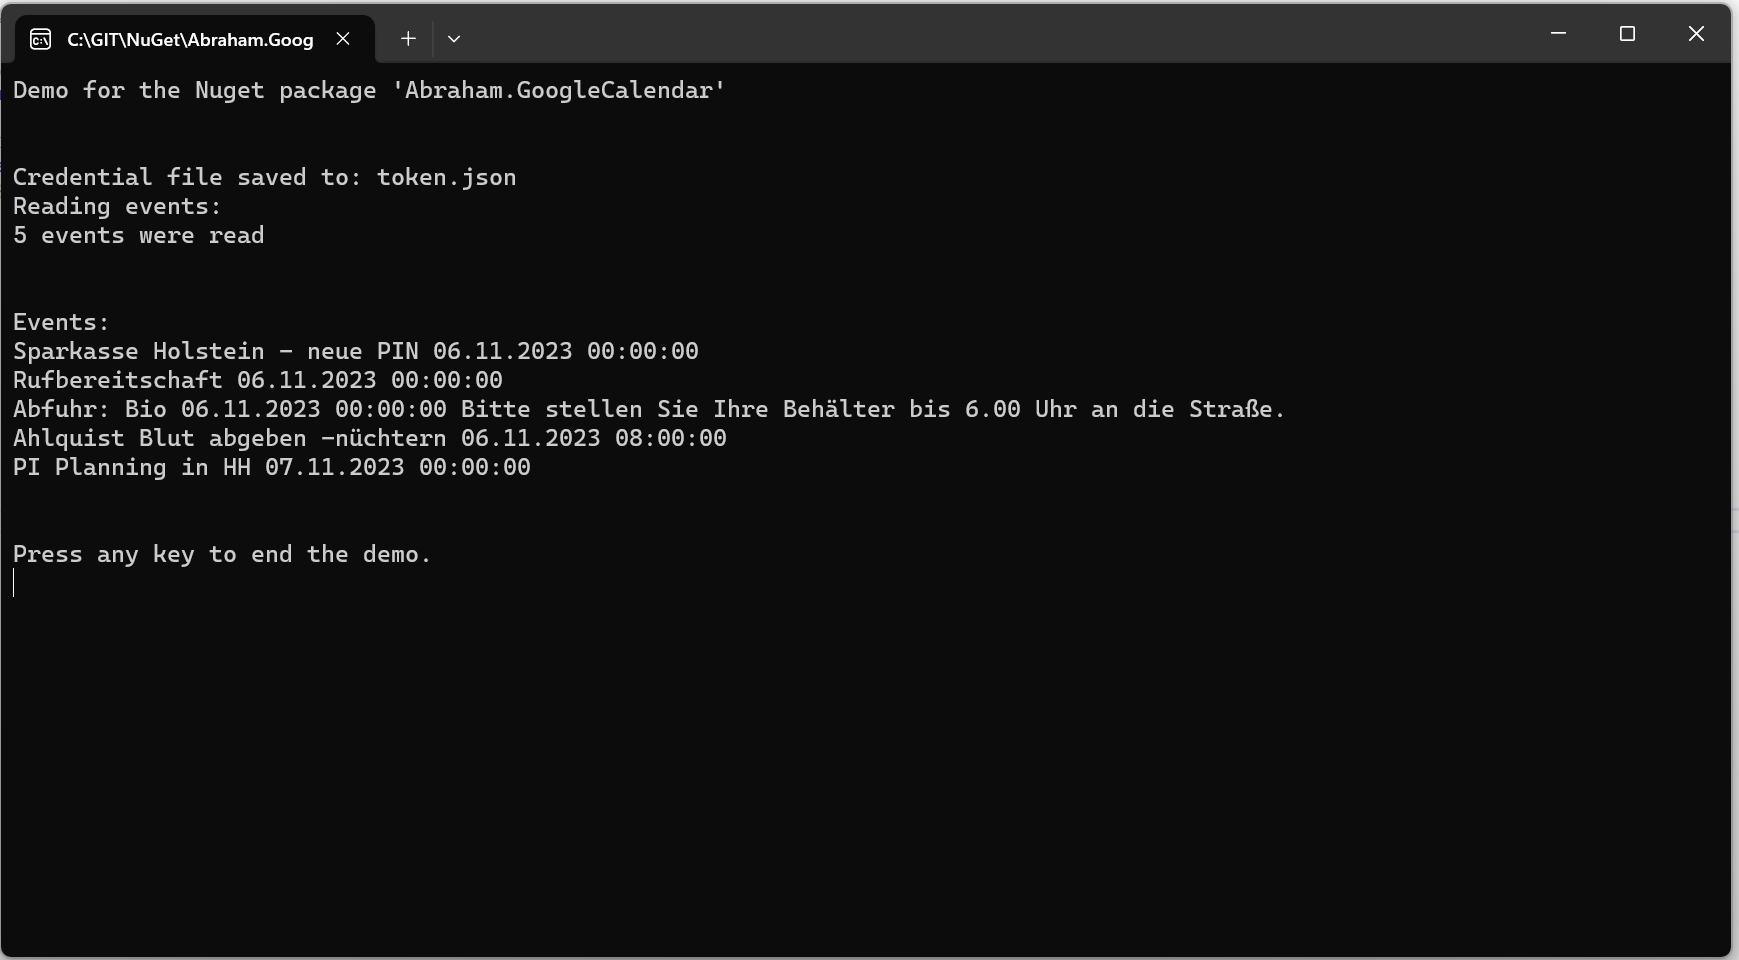 C:\GIT\NuGet\Abraham.Goog
Demo for the Nuget package 'Abraham.GoogleCalendar'
Credential file saved to: token.json
Reading events:
5 events were read
Events:
Sparkasse Holstein - neue PIN 06.11.2023 00:00:00
Rufbereitschaft 06.11.2023 00:00:00
Abfuhr: Bio 06.11.2023 00:00:00 Bitte stellen Sie Ihre Behälter bis 6.00 Uhr an die Straße.
Ahlquist Blut abgeben -nüchtern 06.11.2023 08:00:00
PI Planning in HH 07.11.2023 00:00:00
Press any key to end the demo.